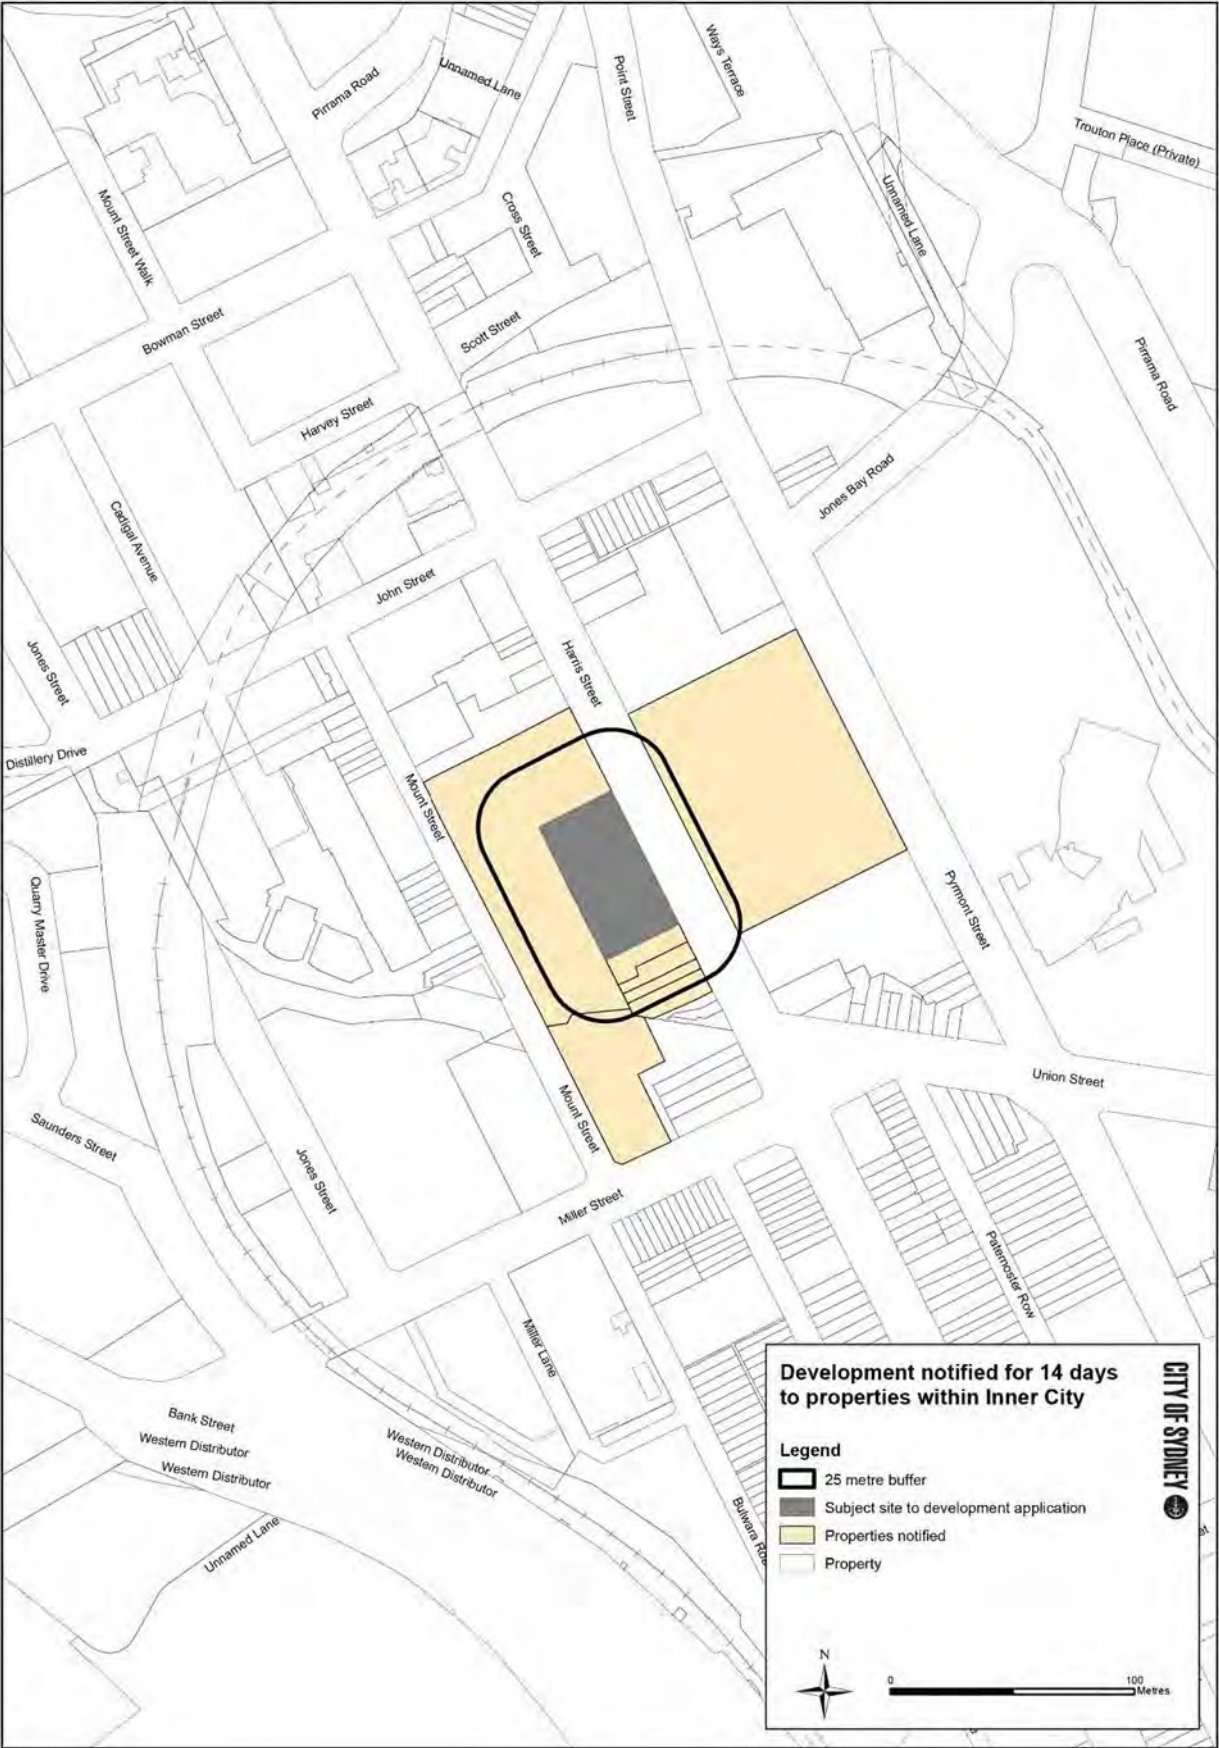 Ways Terrace
Point Street
Unnamed Lane
Pirrama Road
Trouton Place (Private)
Unnamed Lane
Cross Street
Mount Street Walk
Bowman Street
Scott Street
Pirrama Road
Harvey Street
Jones Bay Road
Cadigal Avenue
John Street
Jones Street
Harris Street
Distillery Drive
Mount Street
Quarry Master Drive
Pyrmont Street
Union Street
Saunders Street
Mount Street
Jones Street
Miller Street
Paternoster Row
Miller Lane
Bank Street
Western Distributor
Western Distributor
Western Distributor
Western Distributor
Unnamed Lane
Bulwara
Development notified for 14 days
to properties within Inner City
CITY OF SYDNEY
Legend
25 metre buffer
Subject site to development application
Properties notified
Property
N
0 100
Metres